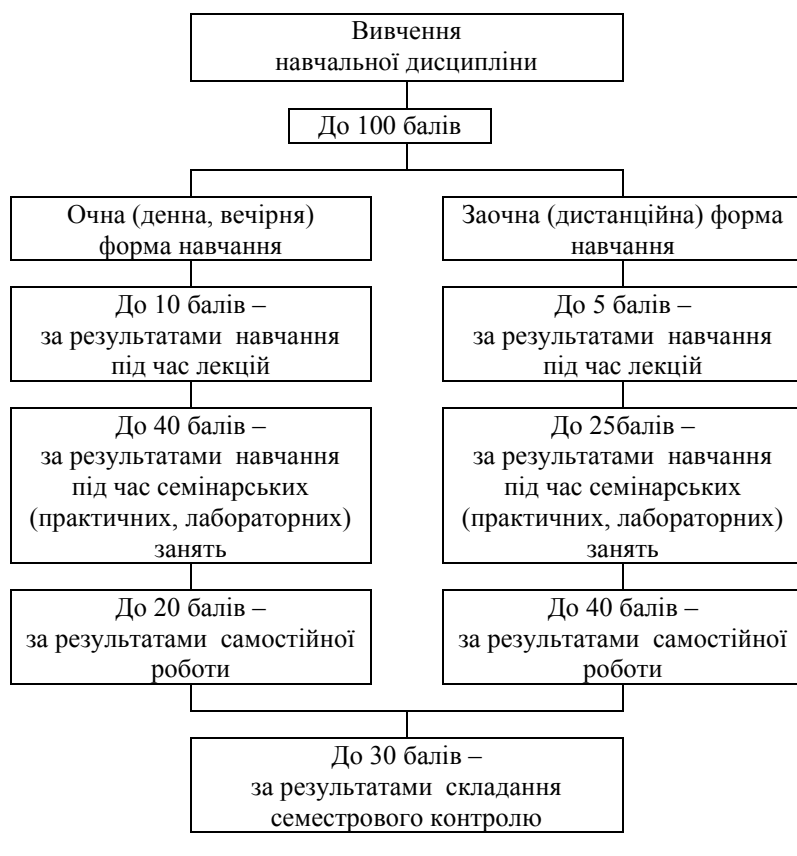 Вивчення
навчальної дисципліни
До 100 балів
Очна (денна, вечірня)
форма навчання
Заочна (дистанційна) форма
навчання
До 10 балів –
за результатами навчання
під час лекцій
До 5 балів –
за результатами навчання
під час лекцій
До 40 балів –
за результатами навчання
під час семінарських
(практичних, лабораторних)
занять
До 25балів –
за результатами навчання
під час семінарських
(практичних, лабораторних)
занять
До 20 балів –
за результатами самостійної
роботи
До 40 балів –
за результатами самостійної
роботи
До 30 балів –
за результатами складання
семестрового контролю